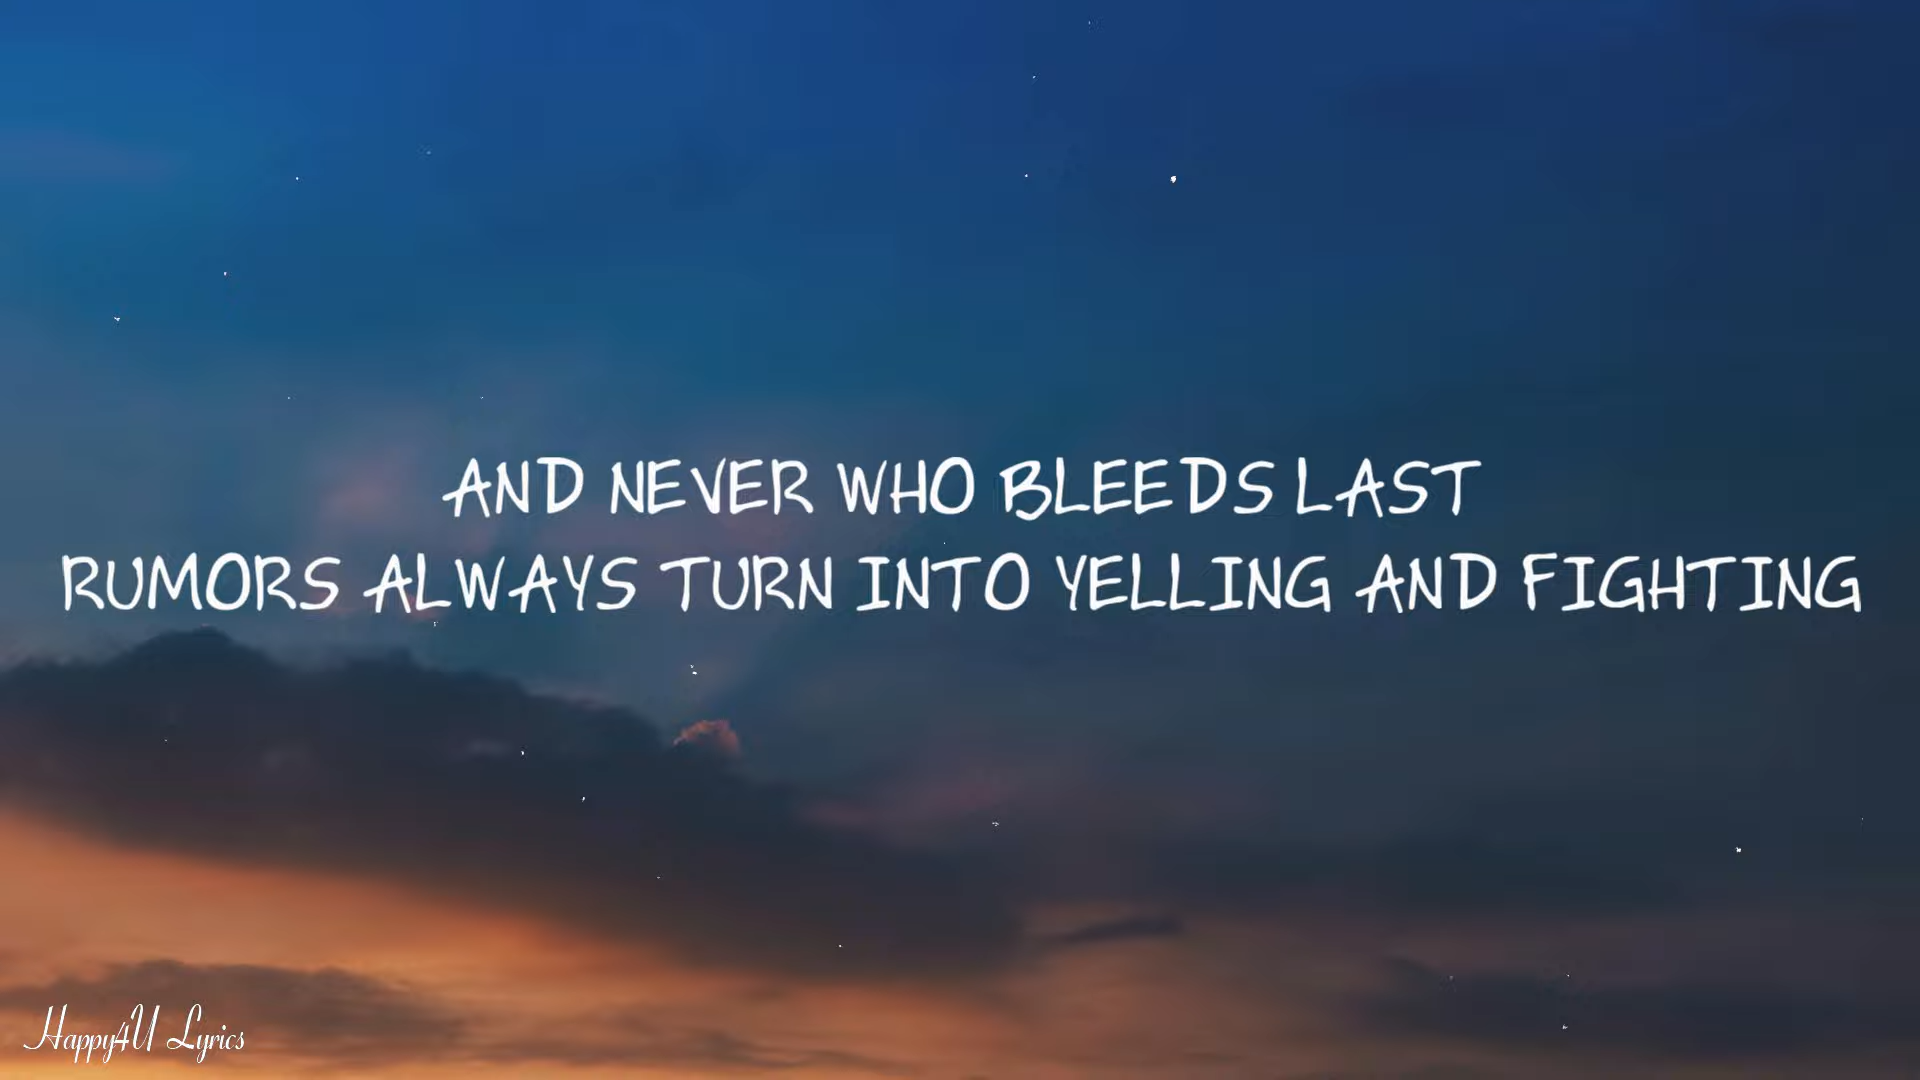 AND NEVER WHO BLEEDS LAST
RUMORS ALWAYS TURN INTO YELLING AND FIGHTING
Happy4U Lyrics